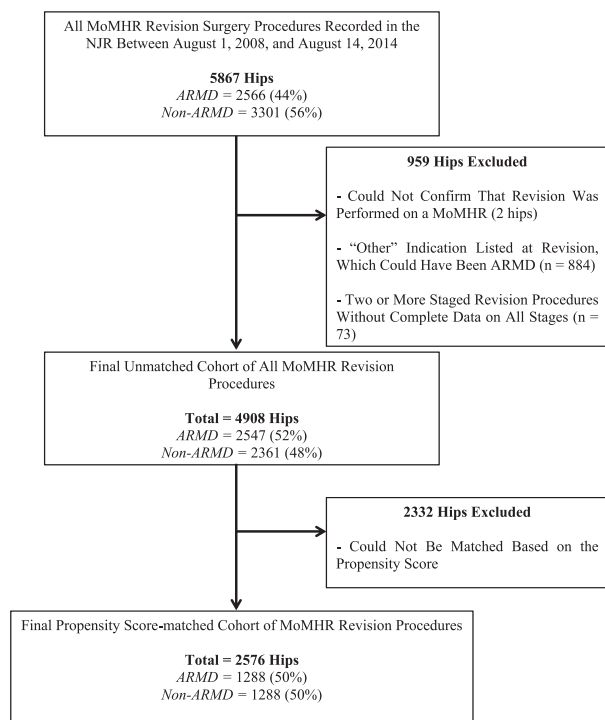 All MoMHR Revision Surgery Procedures Recorded in the
NJR Between August 1, 2008, and August 14, 2014
5867 Hips
ARMD = 2566 (44%)
Non-ARMD = 3301 (56%)
959 Hips Excluded
- Could Not Confirm That Revision Was
Performed on a MoMHR (2 hips)
- “Other” Indication Listed at Revision,
Which Could Have Been ARMD (n = 884)
- Two or More Staged Revision Procedures
Without Complete Data on All Stages (n =
73)
Final Unmatched Cohort of All MoMHR Revision
Procedures
Total = 4908 Hips
ARMD = 2547 (52%)
Non-ARMD = 2361 (48%)
2332 Hips Excluded
- Could Not Be Matched Based on the
Propensity Score
Final Propensity Score-matched Cohort of MoMHR Revision Procedures
Total = 2576 Hips
ARMD = 1288 (50%)
Non-ARMD = 1288 (50%)